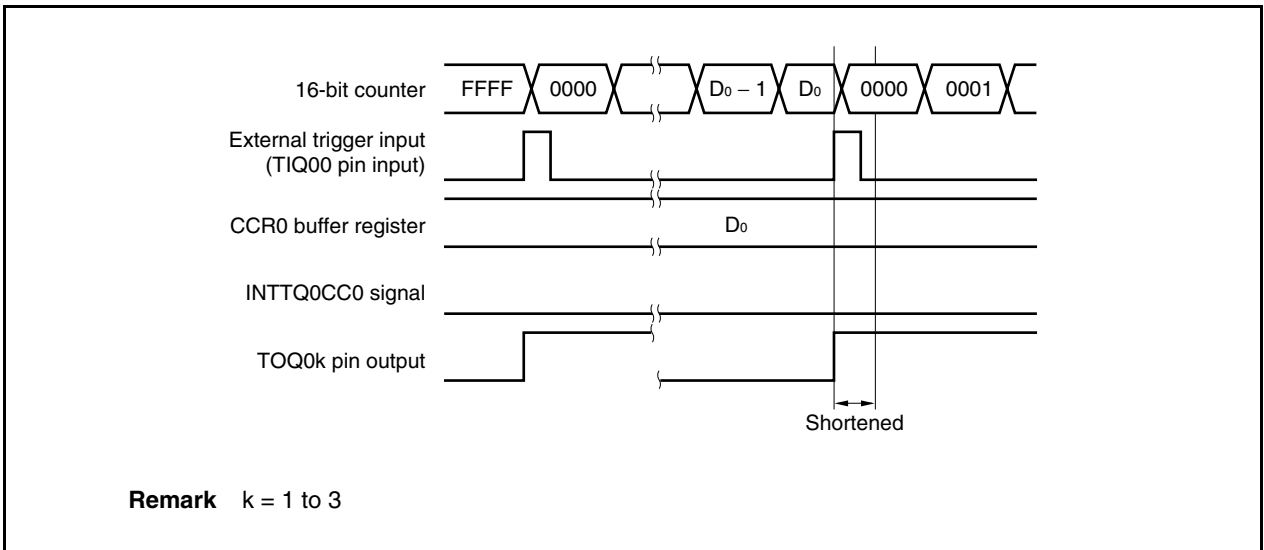 16-bit counter FFFF 0000 D0 – 1 D0 0000 0001
External trigger input
(TIQ00 pin input)
CCR0 buffer register D0
INTTQ0CC0 signal
TOQ0k pin output
Shortened
Remark k = 1 to 3